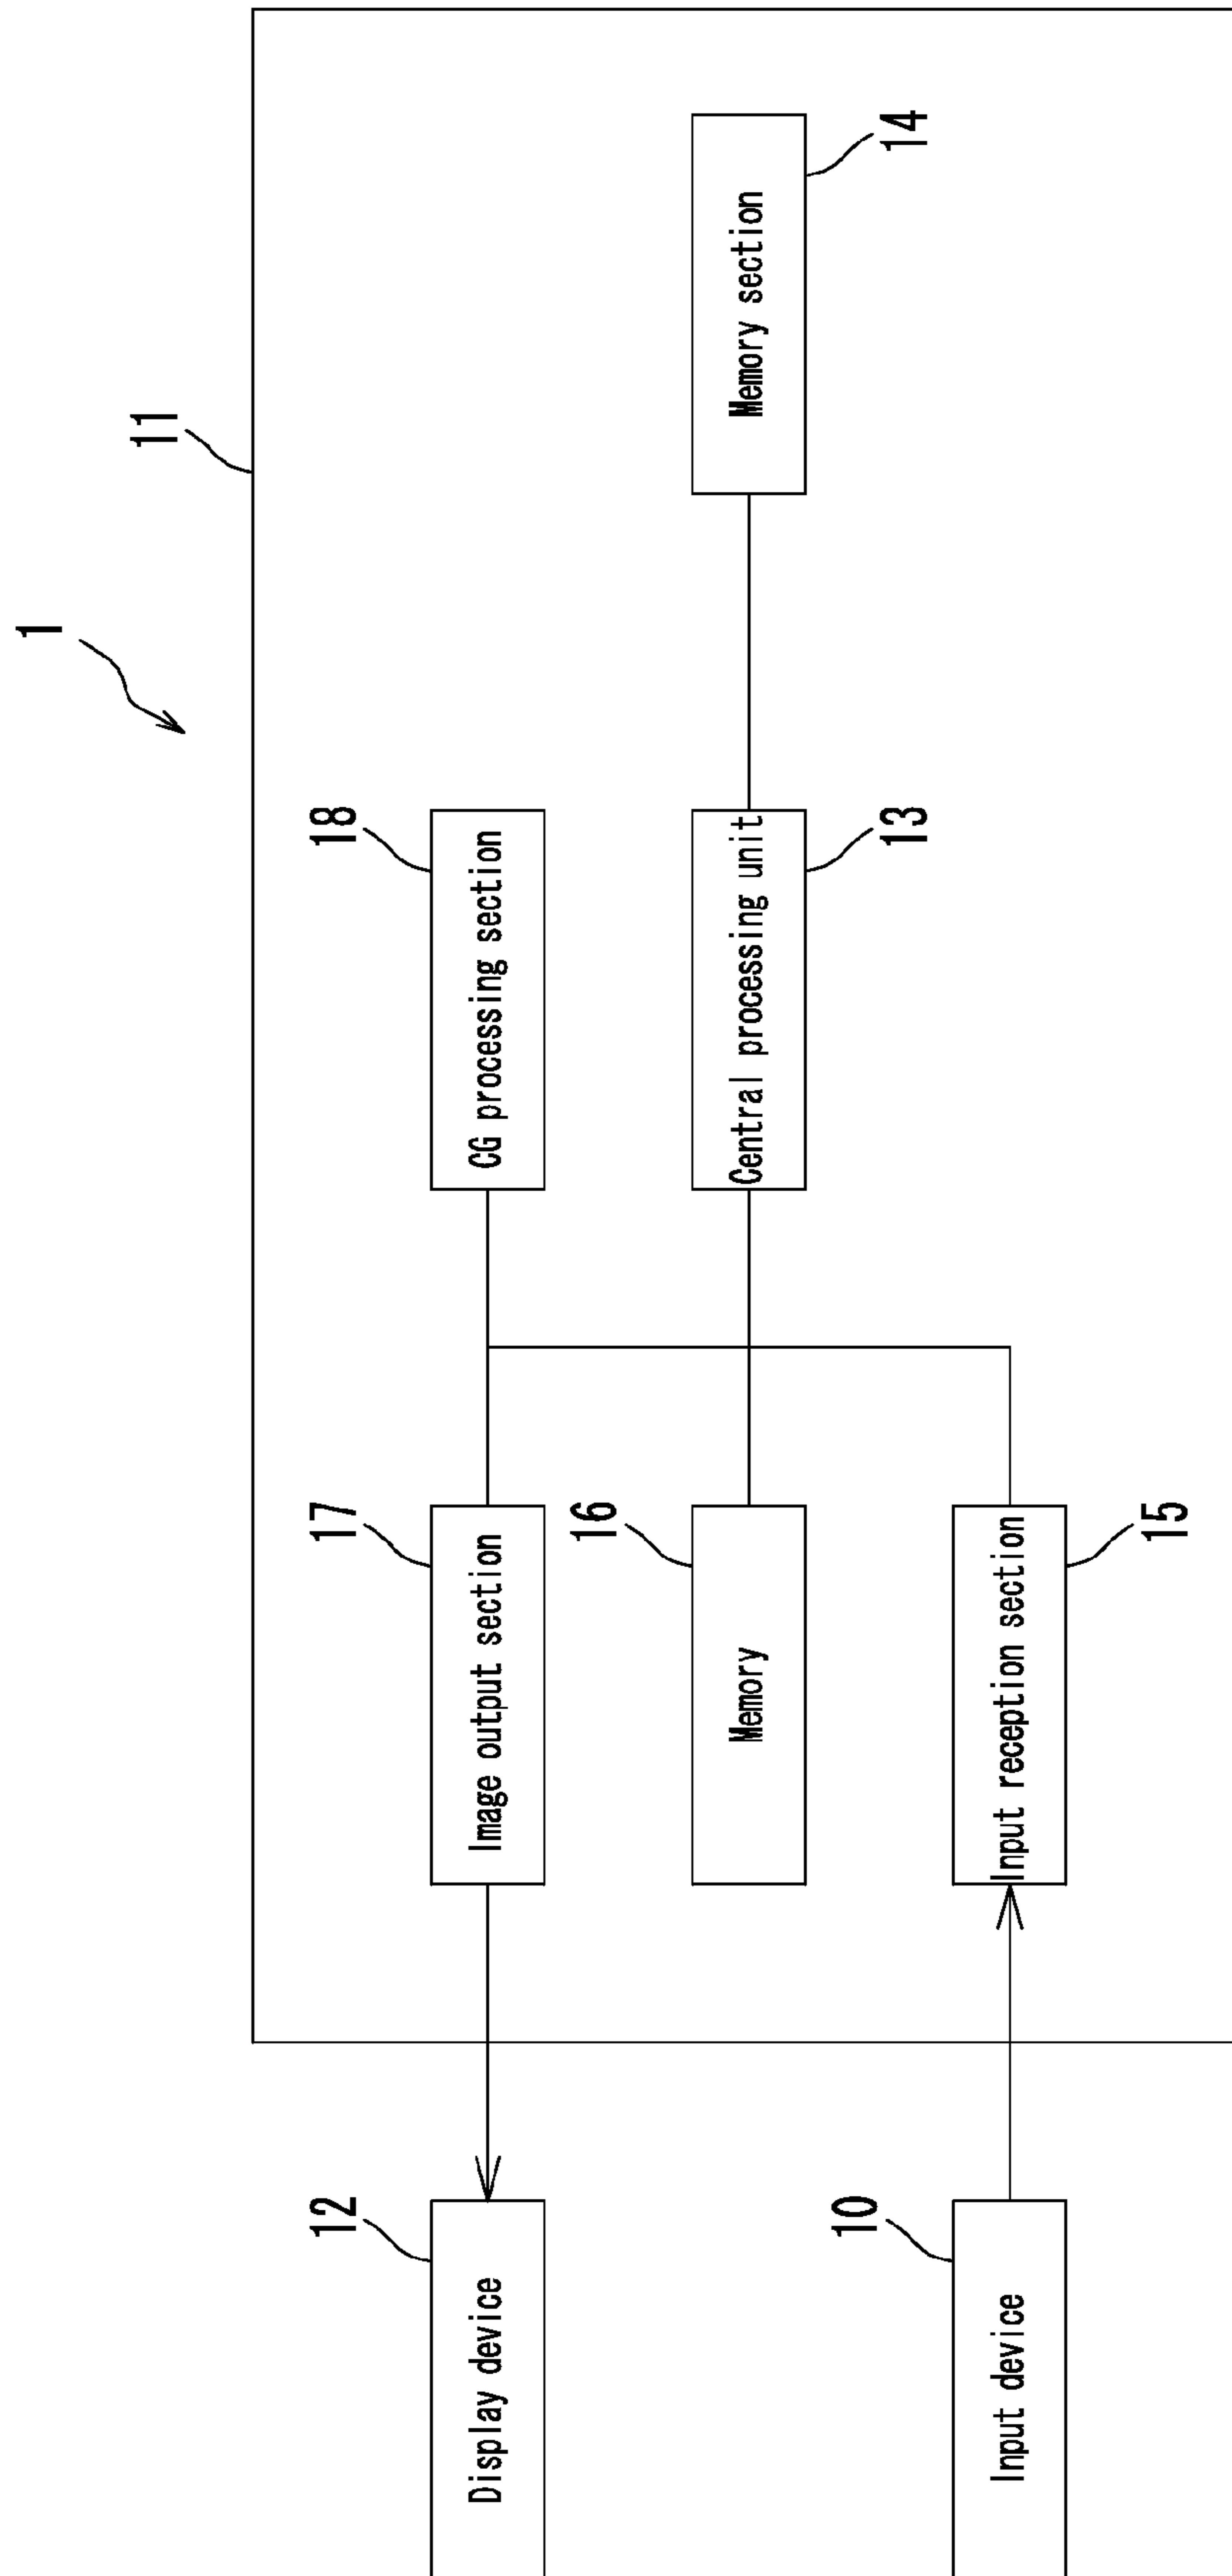 1
11
12
Display device
17
Image output section
18
CG processing section
16
Memory
13
Central processing unit
14
Memory section
10
Input device
15
Input reception section